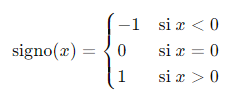 signo(x) = { −1 si x < 0
0 si x = 0
1 si x > 0